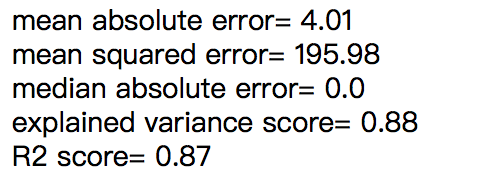 mean absolute error= 4.01
mean squared error= 195.98
median absolute error= 0.0
explained variance score= 0.88
R2 score= 0.87